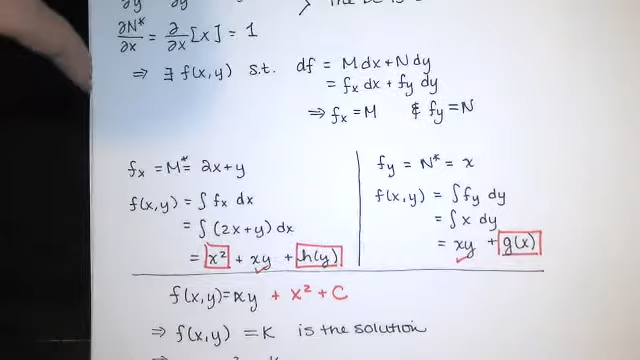 ∂y ∂y
∂N*/∂x = ∂/∂x [x] = 1
⇒ ∃ f(x,y) s.t. df = M dx + N dy
= fx dx + fy dy
⇒ fx = M & fy = N
fx = M* = 2x+y
f(x,y) = ∫ fx dx
= ∫ (2x+y) dx
= x² + xy + h(y)
fy = N* = x
f(x,y) = ∫ fy dy
= ∫ x dy
= xy + g(x)
f(x,y) = xy + x² + C
⇒ f(x,y) = K is the solution